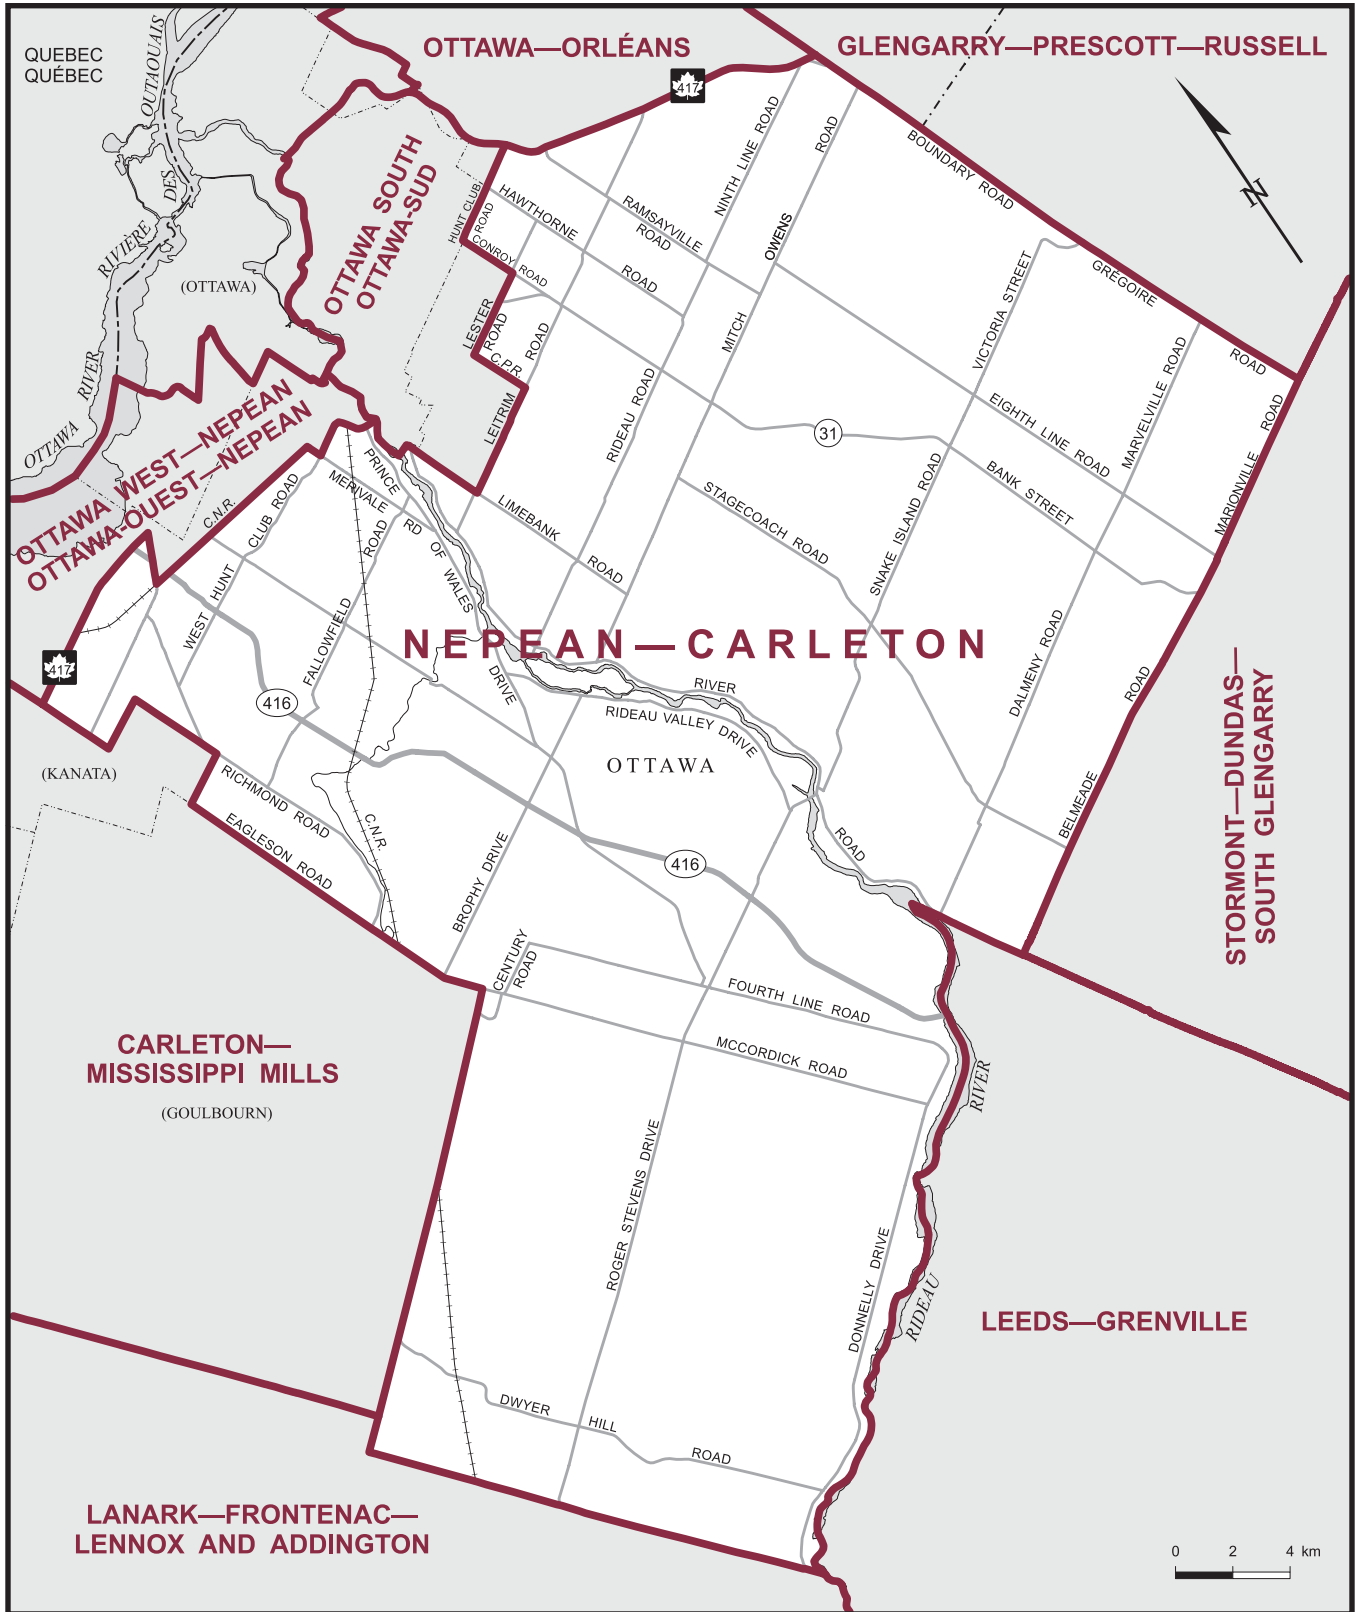 QUEBEC
QUÉBEC
OUTAOUAIS
DES
RIVIÈRE
OTTAWA—ORLÉANS
GLENGARRY—PRESCOTT—RUSSELL
417
N
BOUNDARY ROAD
NINTH LINE ROAD
ROAD
OWENS
MITCH
OTTAWA SOUTH
OTTAWA-SUD
HUNT CLUB
ROAD
HAWTHORNE
ROAD
RAMSAYVILLE
ROAD
CONROY ROAD
(OTTAWA)
LESTER
ROAD
C.P.R.
LEITRIM
ROAD
RIDEAU ROAD
VICTORIA STREET
GRÉGOIRE
ROAD
MARVELVILLE ROAD
EIGHTH LINE ROAD
31
BANK STREET
MARIONVILLE
ROAD
OTTAWA
RIVER
OTTAWA WEST—NEPEAN
OTTAWA-OUEST—NEPEAN
C.N.R.
PRINCE
OF WALES
DRIVE
MERIVALE
RD
WEST HUNT
CLUB ROAD
FALLOWFIELD
ROAD
LIMEBANK
ROAD
STAGECOACH ROAD
SNAKE ISLAND ROAD
NEPEAN—CARLETON
417
416
RIVER
ROAD
RIDEAU VALLEY DRIVE
OTTAWA
DALMENY ROAD
BELMEADE
ROAD
STORMONT—DUNDAS—
SOUTH GLENGARRY
(KANATA)
RICHMOND ROAD
EAGLESON ROAD
C.N.R.
BROPHY DRIVE
416
CENTURY
ROAD
FOURTH LINE ROAD
MCCORDICK ROAD
CARLETON—
MISSISSIPPI MILLS
(GOULBOURN)
RIVER
RIDEAU
ROGER STEVENS DRIVE
DONNELLY DRIVE
LEEDS—GRENVILLE
DWYER
HILL
ROAD
LANARK—FRONTENAC—
LENNOX AND ADDINGTON
0 2 4 km